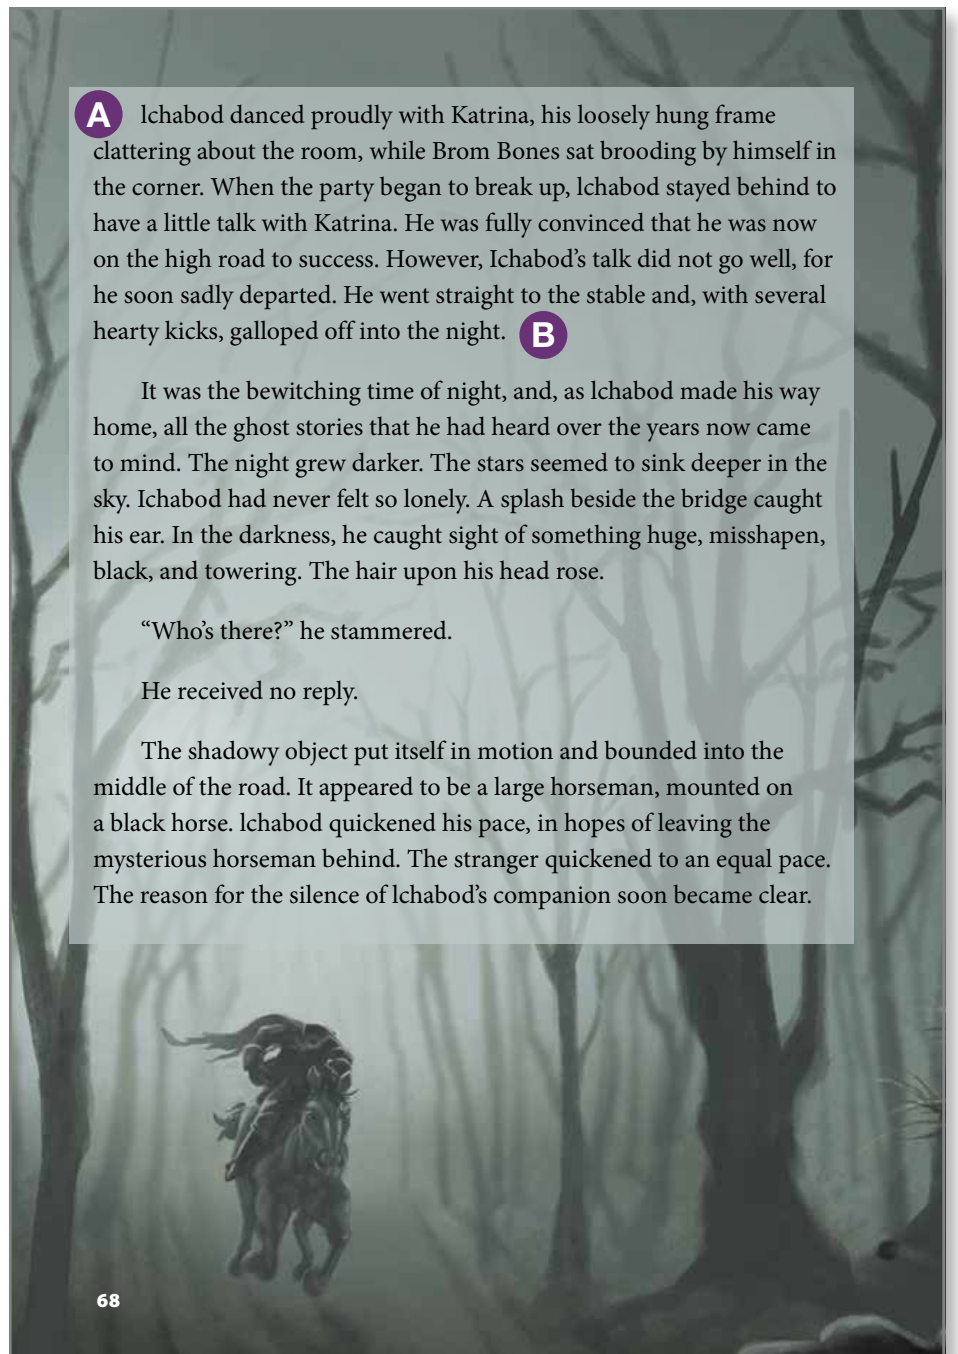 A Ichabod danced proudly with Katrina, his loosely hung frame
clattering about the room, while Brom Bones sat brooding by himself in
the corner. When the party began to break up, lchabod stayed behind to
have a little talk with Katrina. He was fully convinced that he was now
on the high road to success. However, Ichabod’s talk did not go well, for
he soon sadly departed. He went straight to the stable and, with several
hearty kicks, galloped off into the night. B
It was the bewitching time of night, and, as lchabod made his way
home, all the ghost stories that he had heard over the years now came
to mind. The night grew darker. The stars seemed to sink deeper in the
sky. Ichabod had never felt so lonely. A splash beside the bridge caught
his ear. In the darkness, he caught sight of something huge, misshapen,
black, and towering. The hair upon his head rose.
“Who’s there?” he stammered.
He received no reply.
The shadowy object put itself in motion and bounded into the
middle of the road. It appeared to be a large horseman, mounted on
a black horse. lchabod quickened his pace, in hopes of leaving the
mysterious horseman behind. The stranger quickened to an equal pace.
The reason for the silence of lchabod’s companion soon became clear.
68